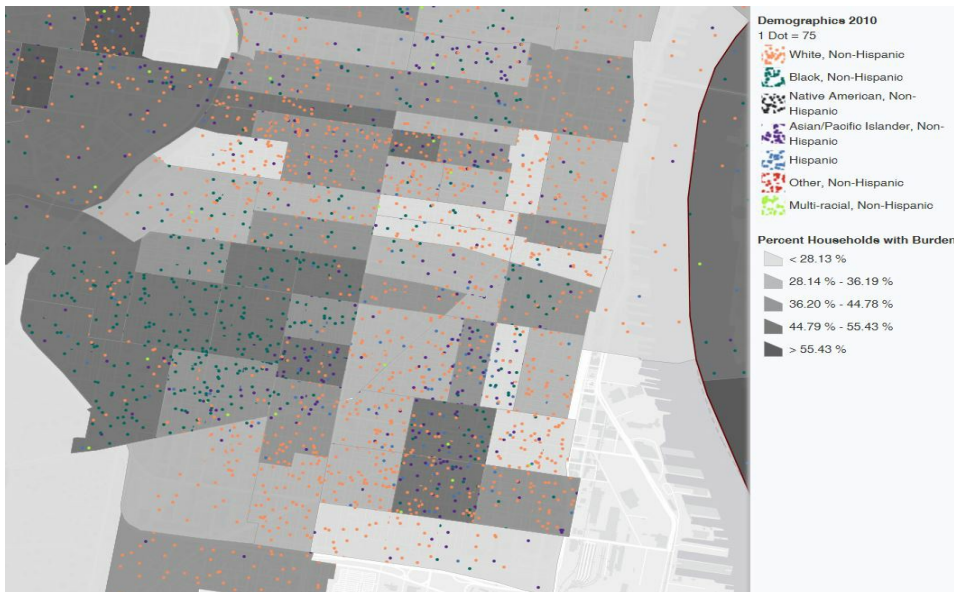 Demographics 2010
1 Dot = 75
White, Non-Hispanic
Black, Non-Hispanic
Native American, Non-
Hispanic
Asian/Pacific Islander, Non-
Hispanic
Hispanic
Other, Non-Hispanic
Multi-racial, Non-Hispanic
Percent Households with Burden
< 28.13 %
28.14 % - 36.19 %
36.20 % - 44.78 %
44.79 % - 55.43 %
> 55.43 %